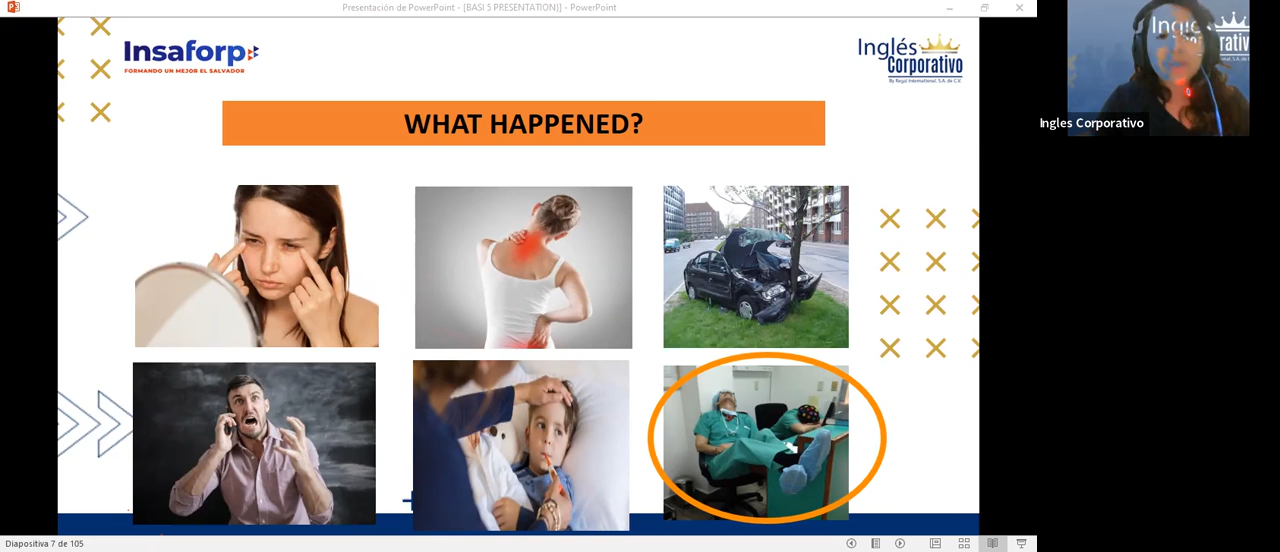 Presentación de PowerPoint - [BASI 5 PRESENTATION)] - PowerPoint
Insaforp
FORMANDO UN MEJOR EL SALVADOR
Inglés
Corporativo
By Regal International, S.A. de C.V.
WHAT HAPPENED?
Ingles Corporativo
Diapositiva 7 de 105